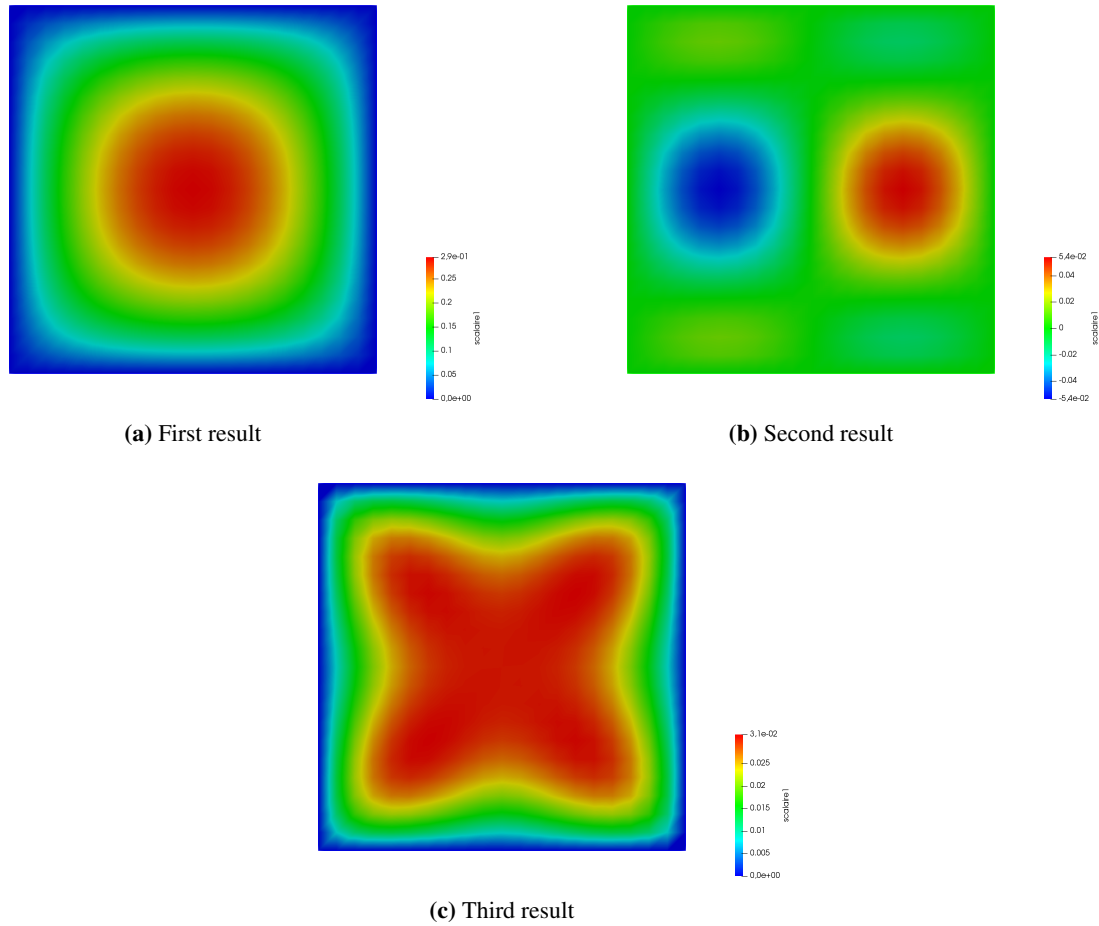 2,9e-01
0.25
0.2
0.15
0.1
0.05
0,0e+00
scalaire1
(a) First result
5,4e-02
0.04
0.02
0
-0.02
-0.04
-5,4e-02
scalaire1
(b) Second result
3,1e-02
0.025
0.02
0.015
0.01
0.005
0,0e+00
scalaire1
(c) Third result